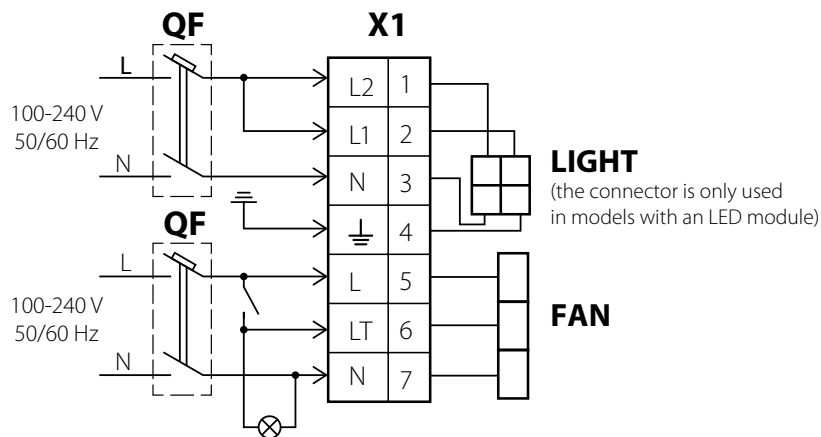 QF
X1
L
100-240 V
50/60 Hz
N
L2 1
L1 2
N 3
4
L 5
LT 6
N 7
LIGHT
(the connector is only used
in models with an LED module)
QF
L
100-240 V
50/60 Hz
N
FAN